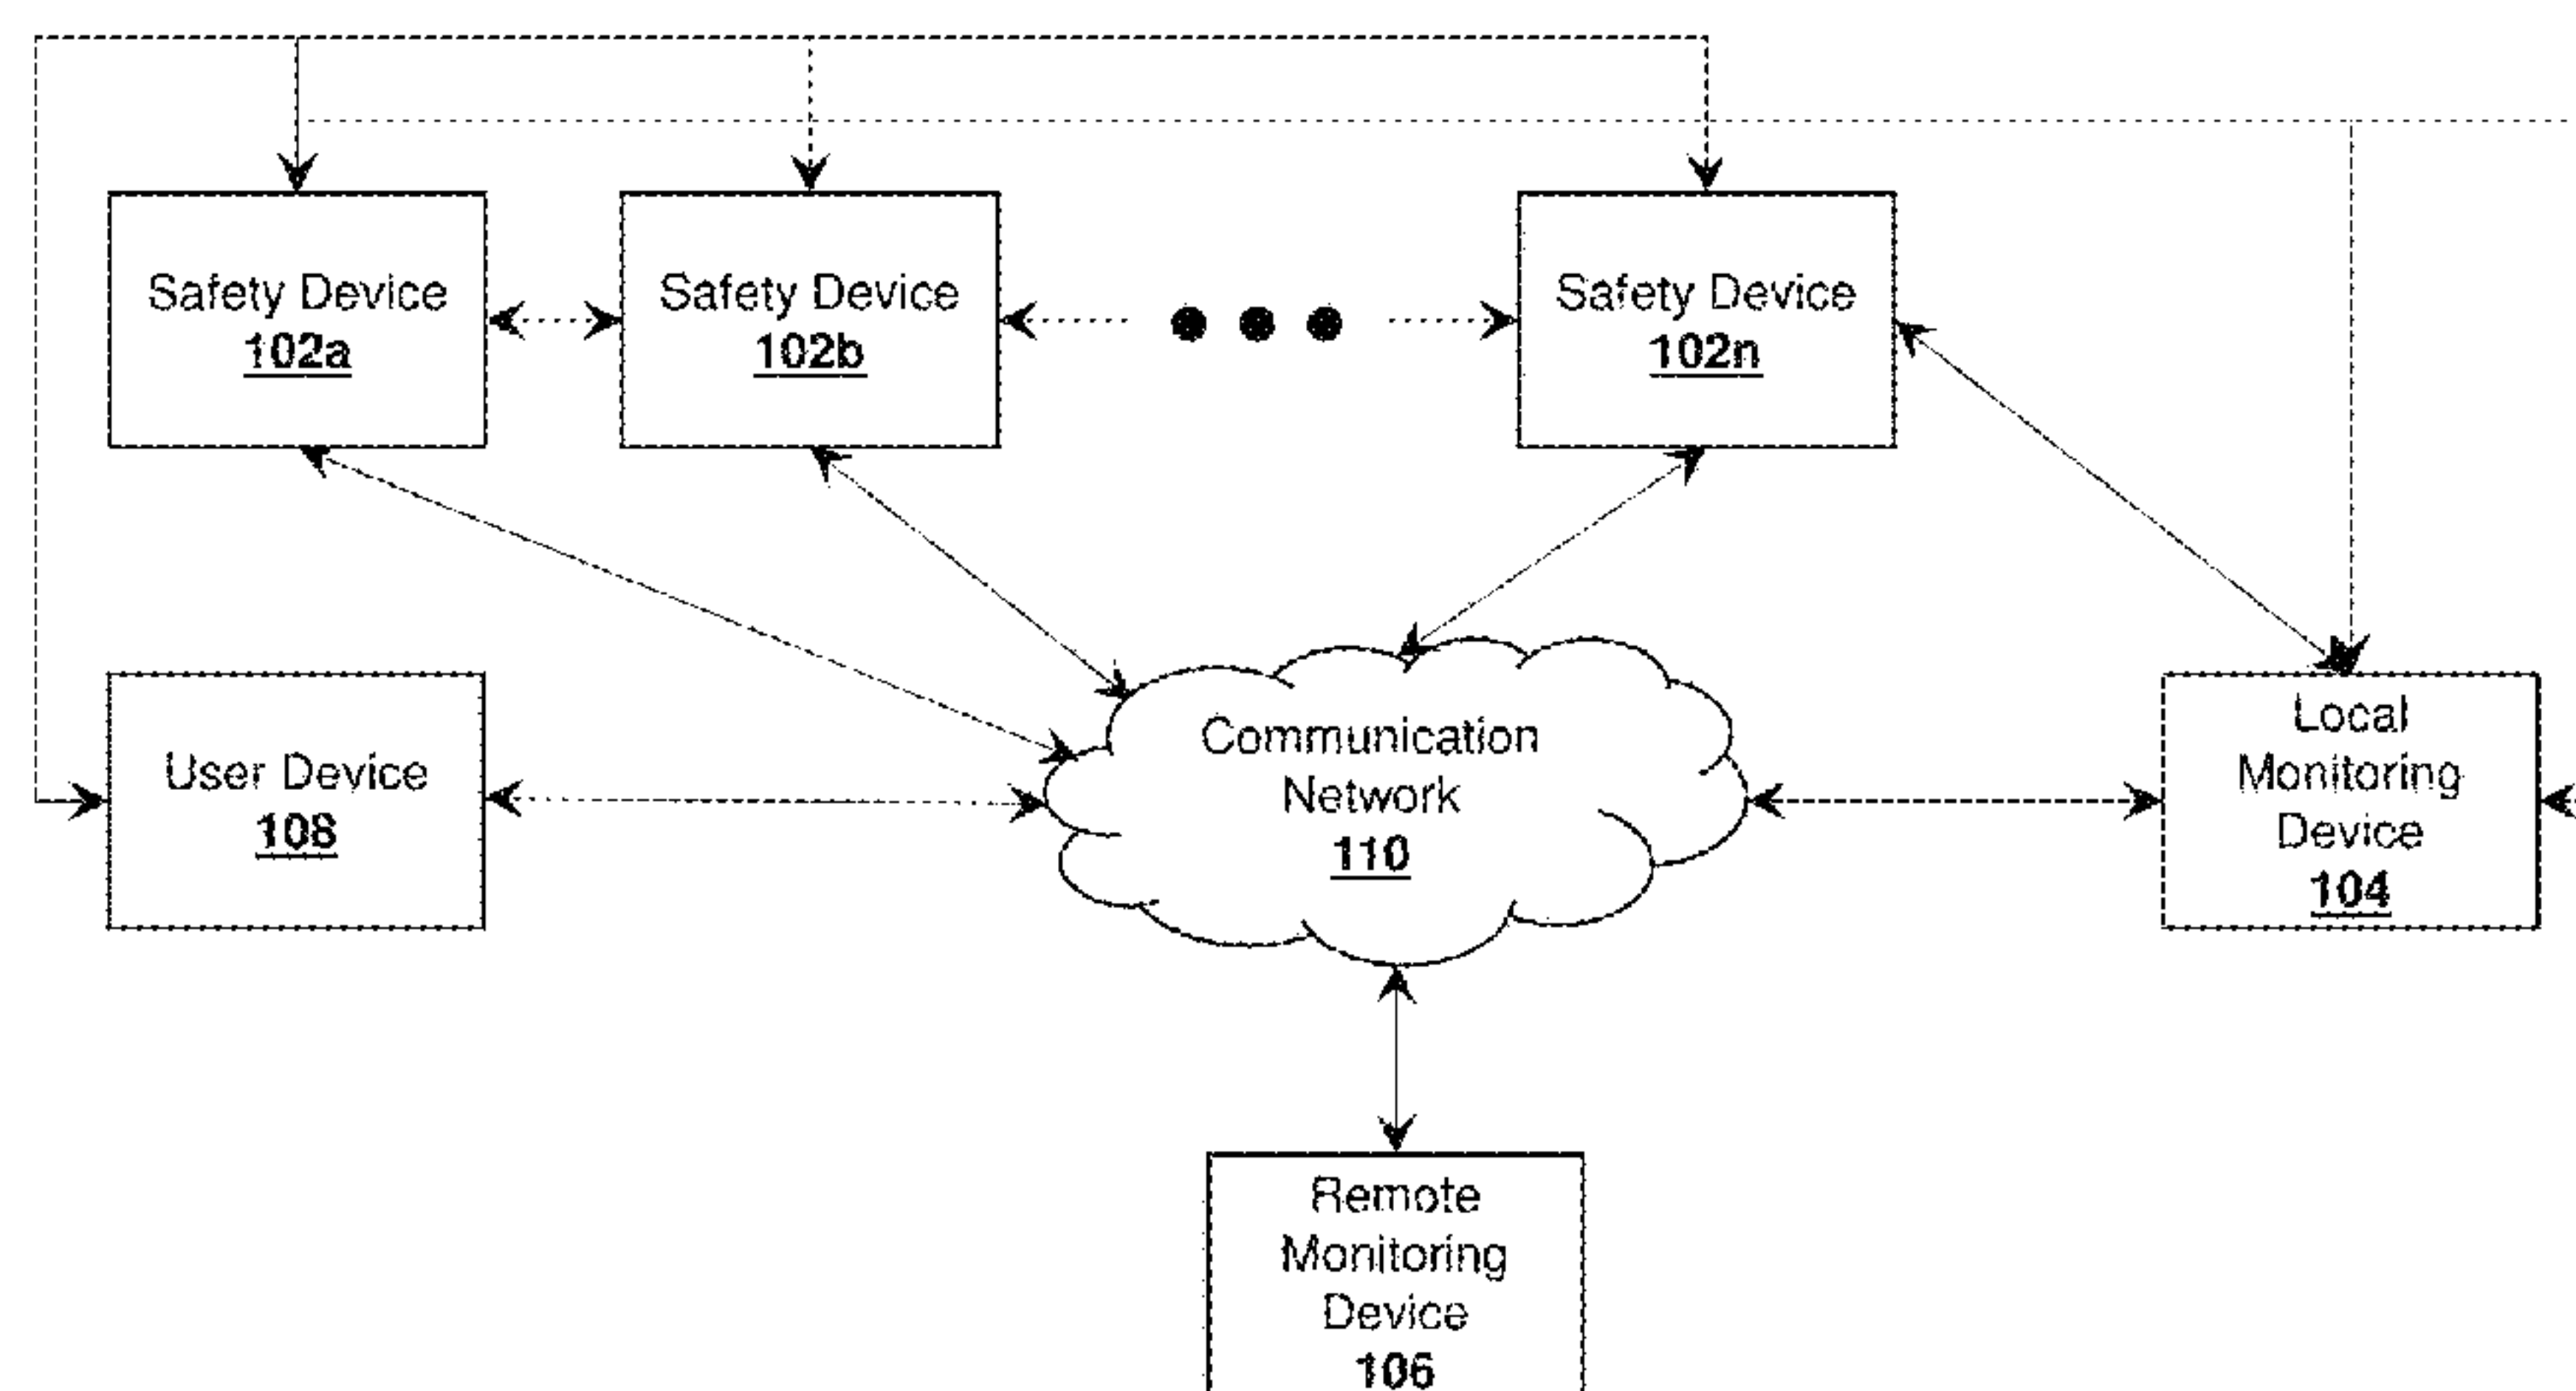 Safety Device
102a
Safety Device
102b
Safety Device
102n
User Device
108
Communication
Network
110
Local
Monitoring
Device
104
Remote
Monitoring
Device
106